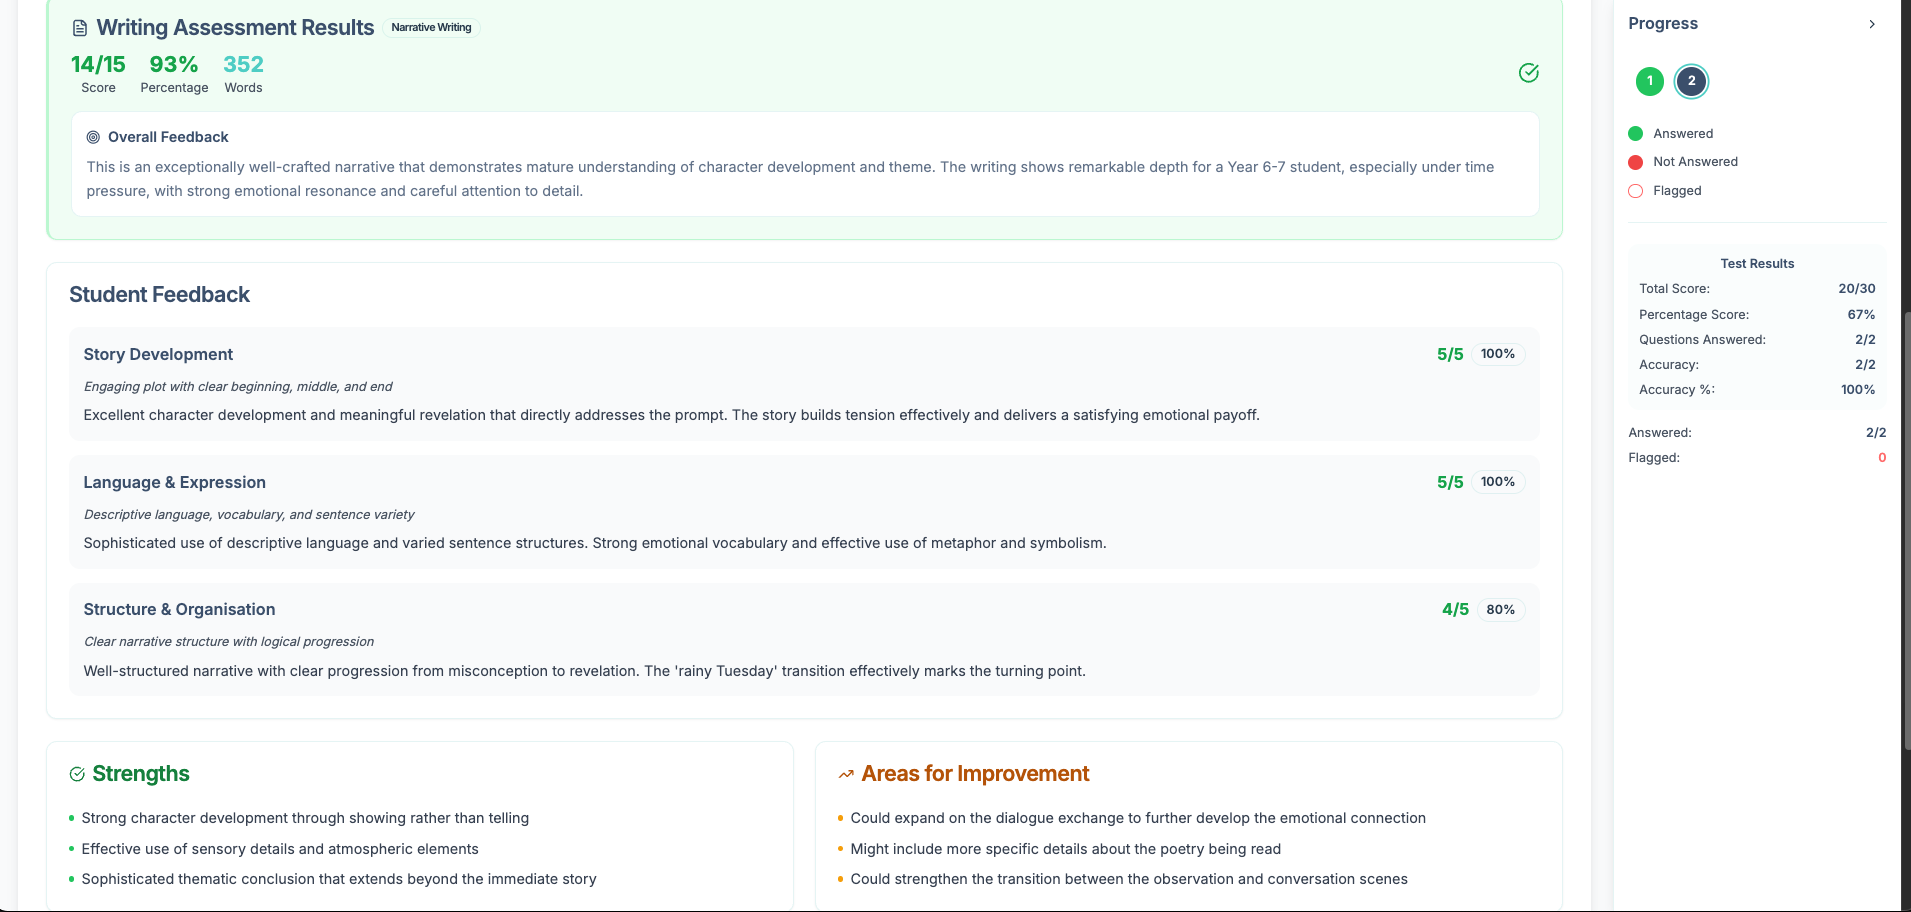 Writing Assessment Results Narrative Writing
14/15 93% 352
Score Percentage Words
Overall Feedback
This is an exceptionally well-crafted narrative that demonstrates mature understanding of character development and theme. The writing shows remarkable depth for a Year 6-7 student, especially under time
pressure, with strong emotional resonance and careful attention to detail.
Student Feedback
Story Development 5/5 100%
Engaging plot with clear beginning, middle, and end
Excellent character development and meaningful revelation that directly addresses the prompt. The story builds tension effectively and delivers a satisfying emotional payoff.
Language & Expression 5/5 100%
Descriptive language, vocabulary, and sentence variety
Sophisticated use of descriptive language and varied sentence structures. Strong emotional vocabulary and effective use of metaphor and symbolism.
Structure & Organisation 4/5 80%
Clear narrative structure with logical progression
Well-structured narrative with clear progression from misconception to revelation. The 'rainy Tuesday' transition effectively marks the turning point.
Strengths
Strong character development through showing rather than telling
Effective use of sensory details and atmospheric elements
Sophisticated thematic conclusion that extends beyond the immediate story
Areas for Improvement
Could expand on the dialogue exchange to further develop the emotional connection
Might include more specific details about the poetry being read
Could strengthen the transition between the observation and conversation scenes
Progress
1 2
Answered
Not Answered
Flagged
Test Results
Total Score: 20/30
Percentage Score: 67%
Questions Answered: 2/2
Accuracy: 2/2
Accuracy %: 100%
Answered: 2/2
Flagged: 0